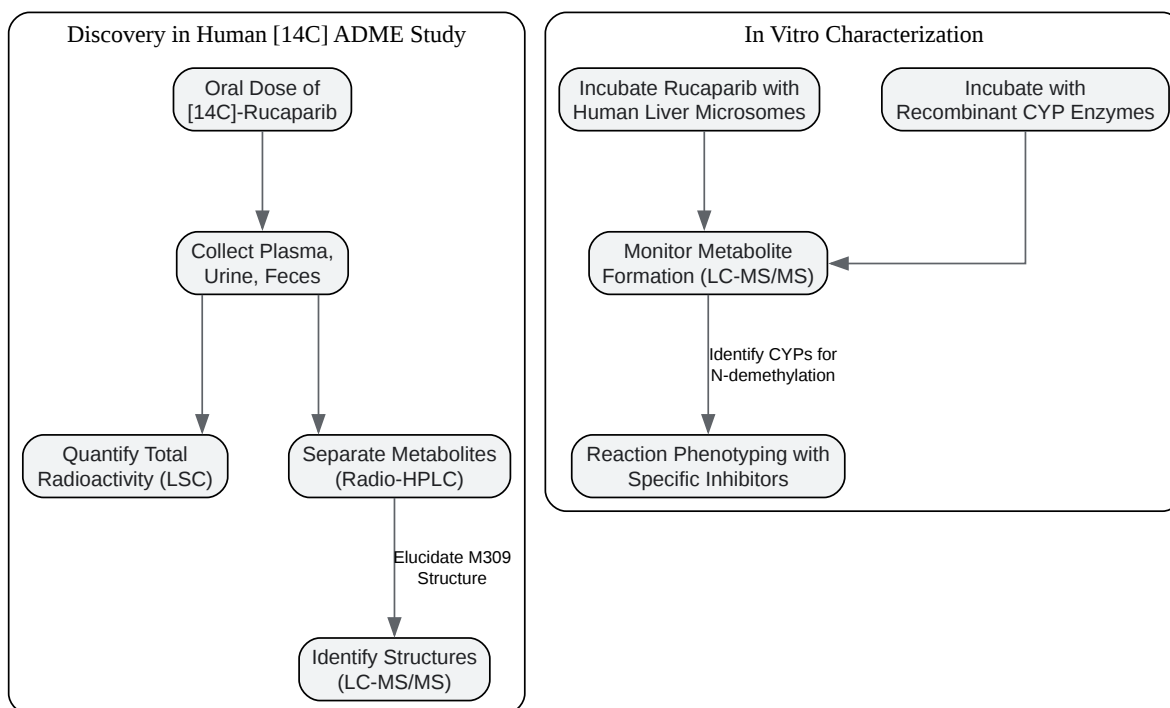 Discovery in Human [14C] ADME Study
Oral Dose of
[14C]-Rucaparib
Collect Plasma,
Urine, Feces
Quantify Total
Radioactivity (LSC)
Separate Metabolites
(Radio-HPLC)
Elucidate M309
Structure
Identify Structures
(LC-MS/MS)
In Vitro Characterization
Incubate Rucaparib with
Human Liver Microsomes
Incubate with
Recombinant CYP Enzymes
Monitor Metabolite
Formation (LC-MS/MS)
Identify CYPs for
N-demethylation
Reaction Phenotyping with
Specific Inhibitors